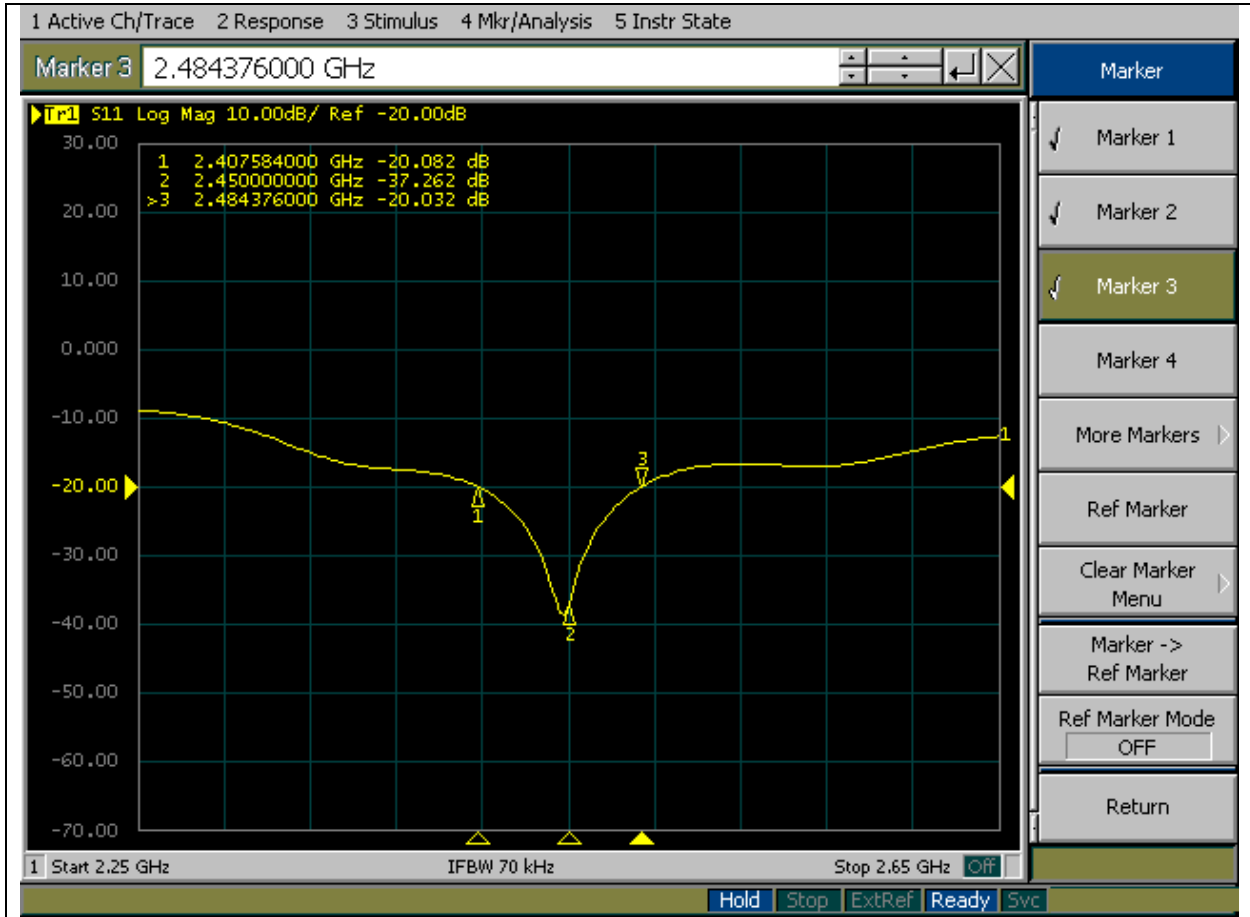 1 Active Ch/Trace 2 Response 3 Stimulus 4 Mkr/Analysis 5 Instr State
Marker 3 2.484376000 GHz
Tr1 S11 Log Mag 10.00dB/ Ref -20.00dB
1 2.407584000 GHz -20.082 dB
2 2.450000000 GHz -37.262 dB
>3 2.484376000 GHz -20.032 dB
30.00
20.00
10.00
0.000
-10.00
-20.00
-30.00
-40.00
-50.00
-60.00
-70.00
1
2
3
1
1 Start 2.25 GHz IFBW 70 kHz Stop 2.65 GHz Off
Marker
Marker 1
Marker 2
Marker 3
Marker 4
More Markers
Ref Marker
Clear Marker
Menu
Marker ->
Ref Marker
Ref Marker Mode
OFF
Return
Hold Stop ExtRef Ready Svc